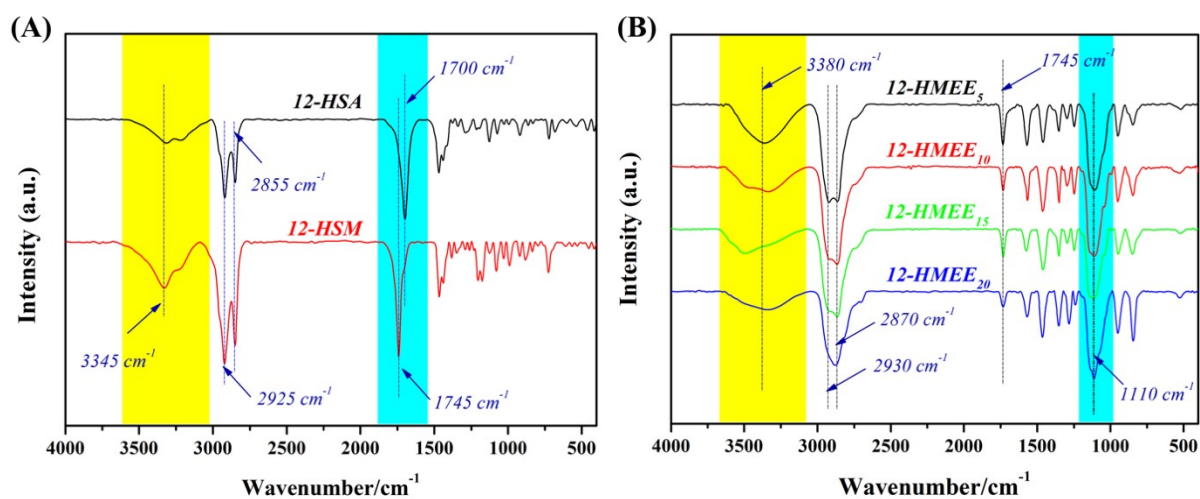 (A)
1700 cm-1
12-HSA
2855 cm-1
12-HSM
3345 cm-1
2925 cm-1
1745 cm-1
Intensity (a.u.)
4000 3500 3000 2500 2000 1500 1000 500
Wavenumber/cm-1
(B)
3380 cm-1
1745 cm-1
12-HMEE5
12-HMEE10
12-HMEE15
12-HMEE20
2870 cm-1
2930 cm-1
1110 cm-1
Intensity (a.u.)
4000 3500 3000 2500 2000 1500 1000 500
Wavenumber/cm-1